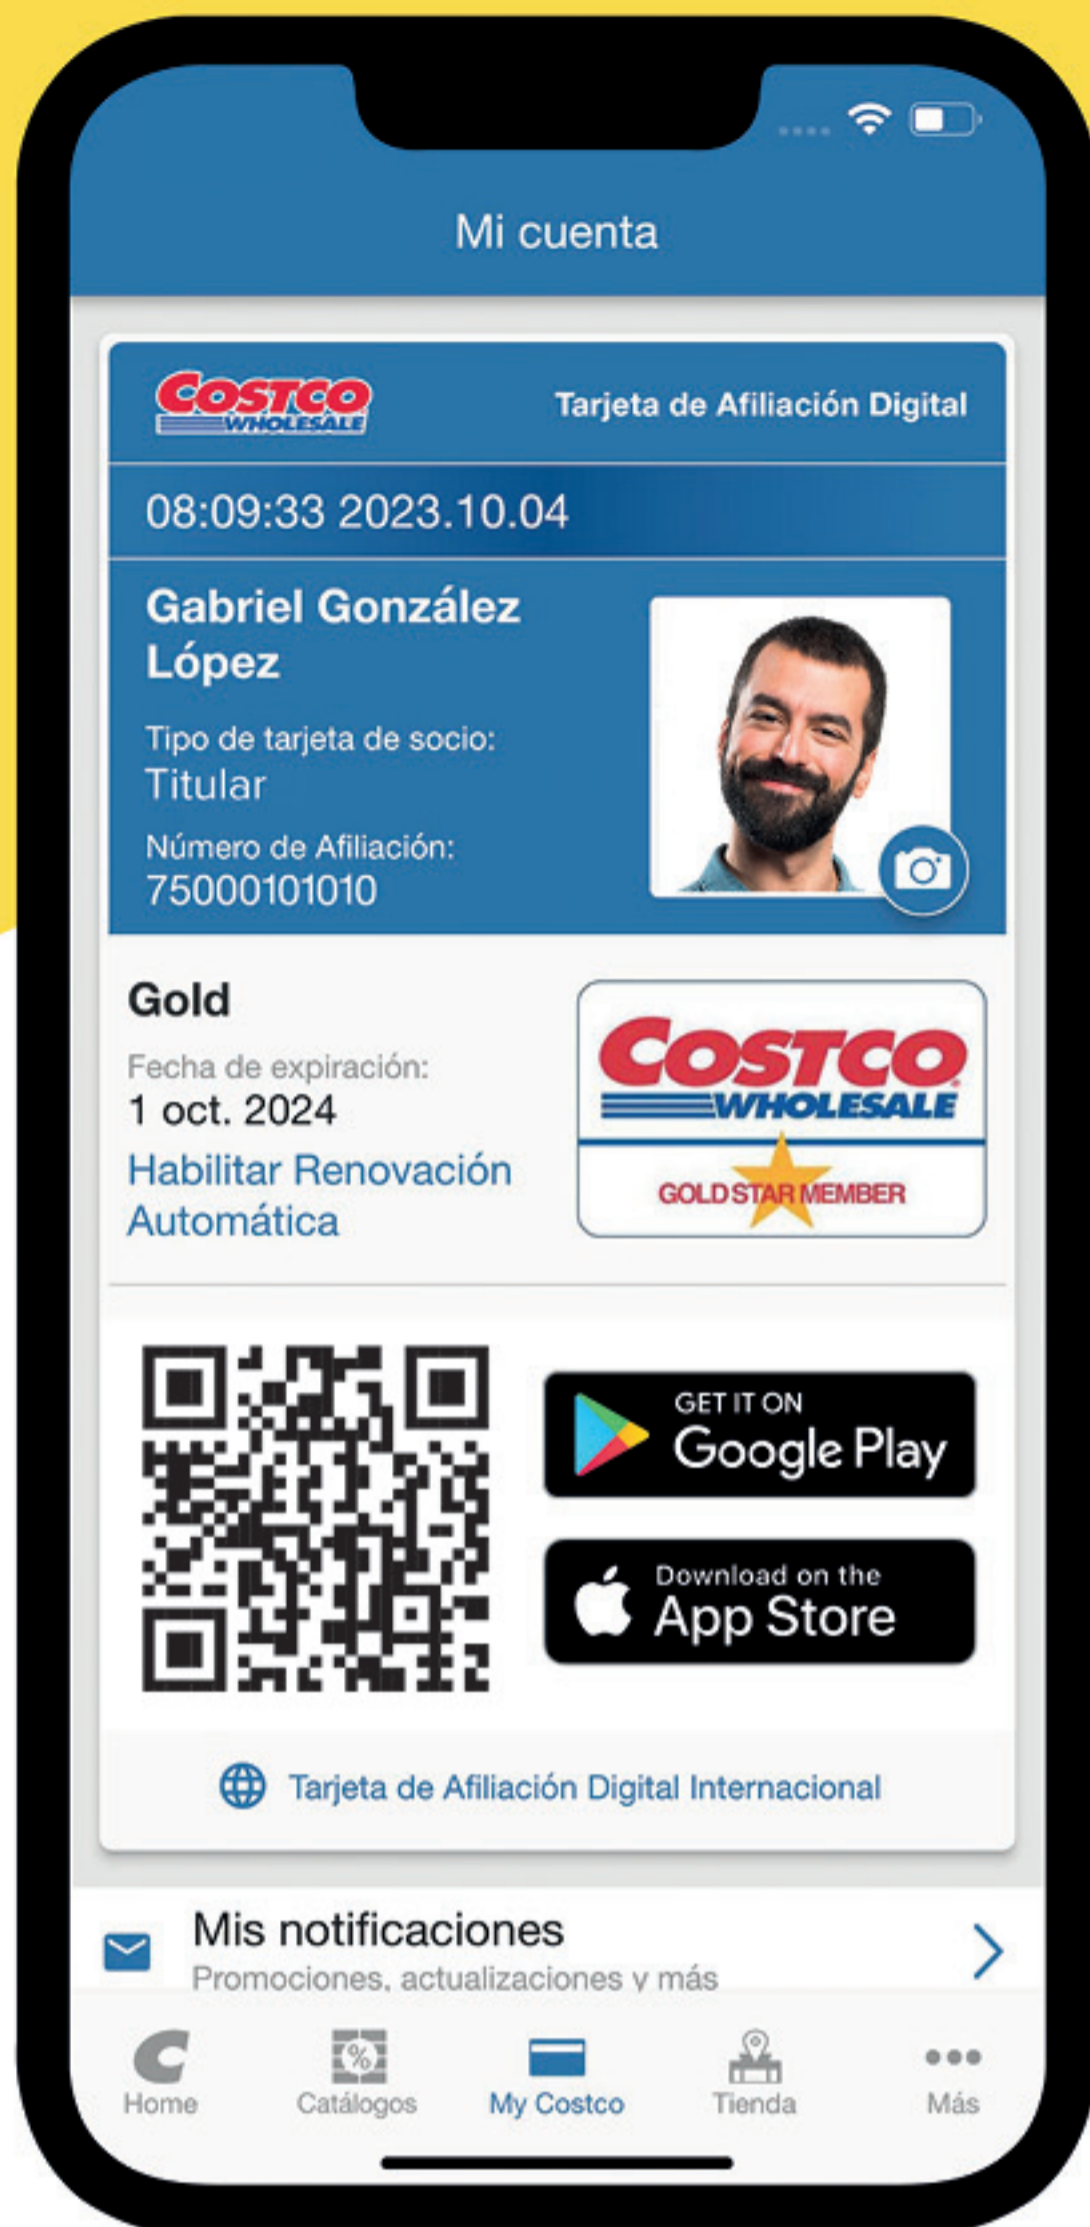 Mi cuenta
COSTCO
WHOLESALE
Tarjeta de Afiliación Digital
08:09:33 2023.10.04
Gabriel González
López
Tipo de tarjeta de socio:
Titular
Número de Afiliación:
75000101010
Gold
Fecha de expiración:
1 oct. 2024
Habilitar Renovación
Automática
COSTCO
WHOLESALE
GOLD STAR MEMBER
GET IT ON
Google Play
Download on the
App Store
Tarjeta de Afiliación Digital Internacional
Mis notificaciones
Promociones, actualizaciones y más
Home
Catálogos
My Costco
Tienda
Más